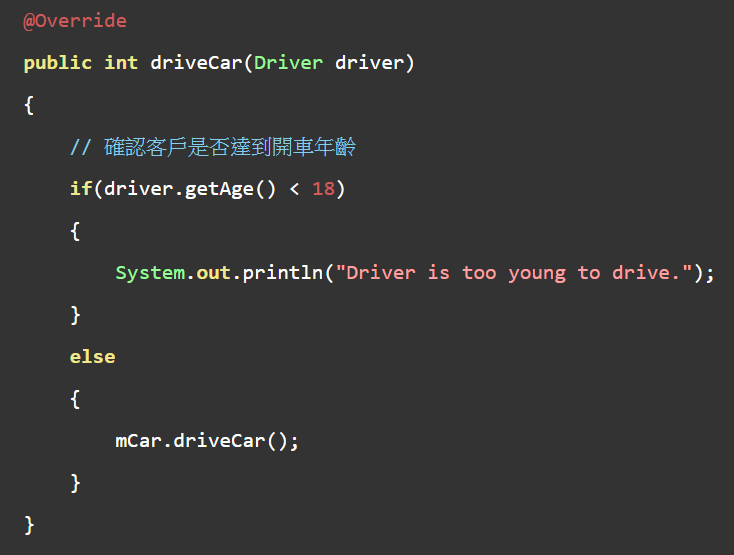 @Override
public int driveCar(Driver driver)
{
// 確認客戶是否達到開車年齡
if(driver.getAge() < 18)
{
System.out.println("Driver is too young to drive.");
}
else
{
mCar.driveCar();
}
}